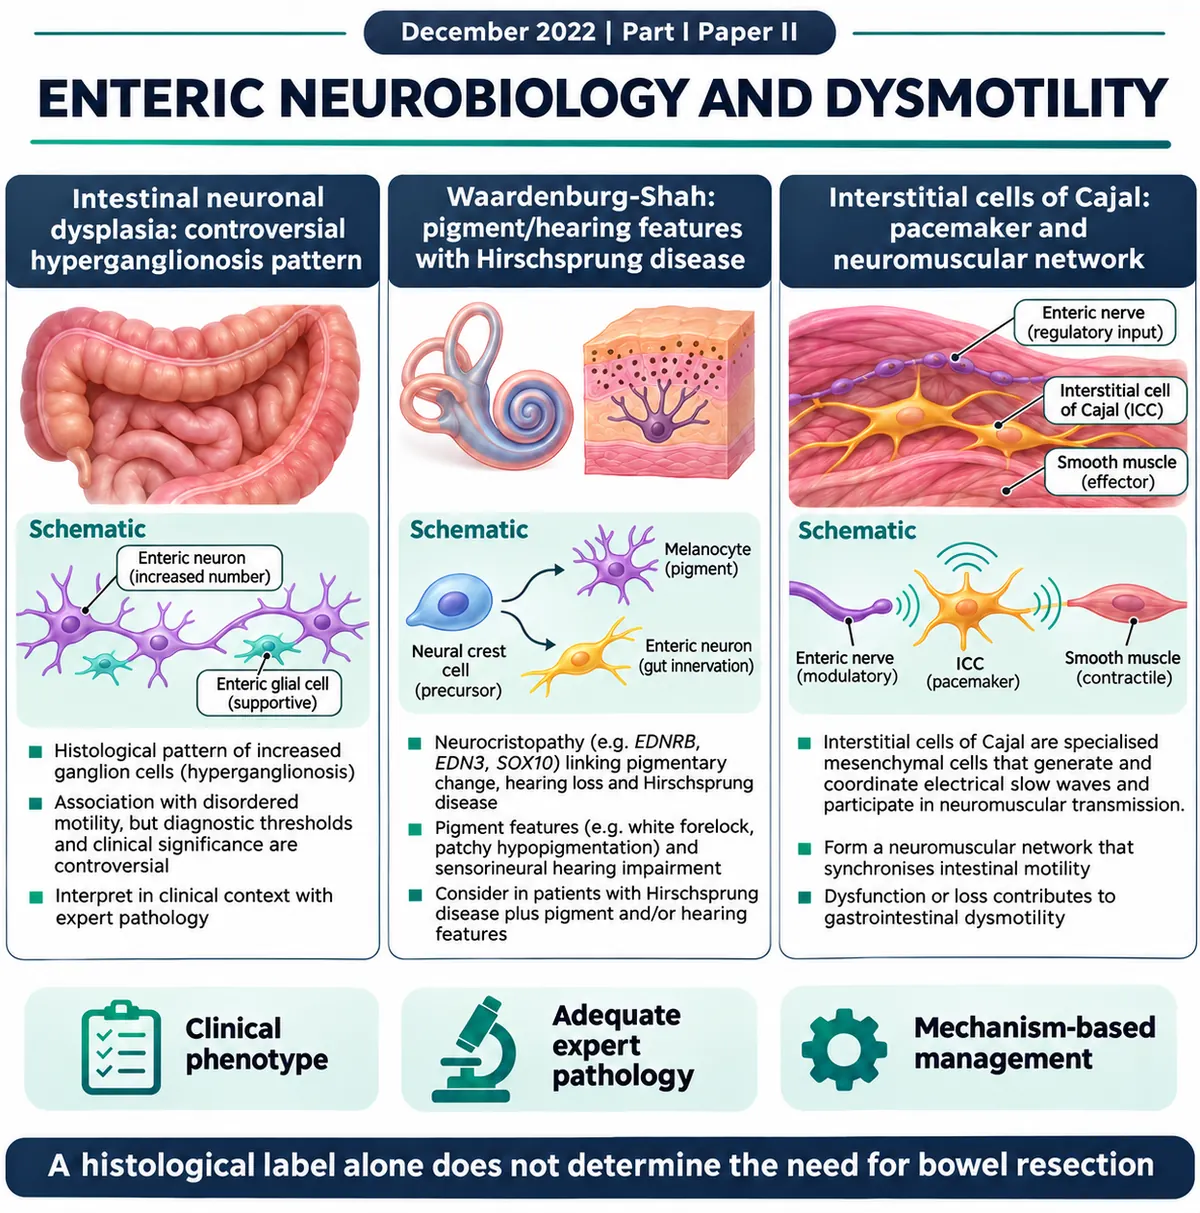 December 2022 | Part I Paper II
ENTERIC NEUROBIOLOGY AND DYSMOTILITY
Intestinal neuronal
dysplasia: controversial
hyperganglionosis pattern
Schematic
Enteric neuron
(increased number)
Enteric glial cell
(supportive)
Histological pattern of increased
ganglion cells (hyperganglionosis)
Association with disordered
motility, but diagnostic thresholds
and clinical significance are
controversial
Interpret in clinical context with
expert pathology
Waardenburg-Shah:
pigment/hearing features
with Hirschsprung disease
Schematic
Melanocyte
(pigment)
Neural crest
cell
(precursor)
Enteric neuron
(gut innervation)
Neurocristopathy (e.g. EDNRB,
EDN3, SOX10) linking pigmentary
change, hearing loss and Hirschsprung
disease
Pigment features (e.g. white forelock,
patchy hypopigmentation) and
sensorineural hearing impairment
Consider in patients with Hirschsprung
disease plus pigment and/or hearing
features
Interstitial cells of Cajal:
pacemaker and
neuromuscular network
Enteric nerve
(regulatory input)
Interstitial cell
of Cajal (ICC)
Smooth muscle
(effector)
Schematic
Enteric nerve
(modulatory)
ICC
(pacemaker)
Smooth muscle
(contractile)
Interstitial cells of Cajal are specialised
mesenchymal cells that generate and
coordinate electrical slow waves and
participate in neuromuscular transmission.
Form a neuromuscular network that
synchronises intestinal motility
Dysfunction or loss contributes to
gastrointestinal dysmotility
Clinical
phenotype
Adequate
expert
pathology
Mechanism-based
management
A histological label alone does not determine the need for bowel resection